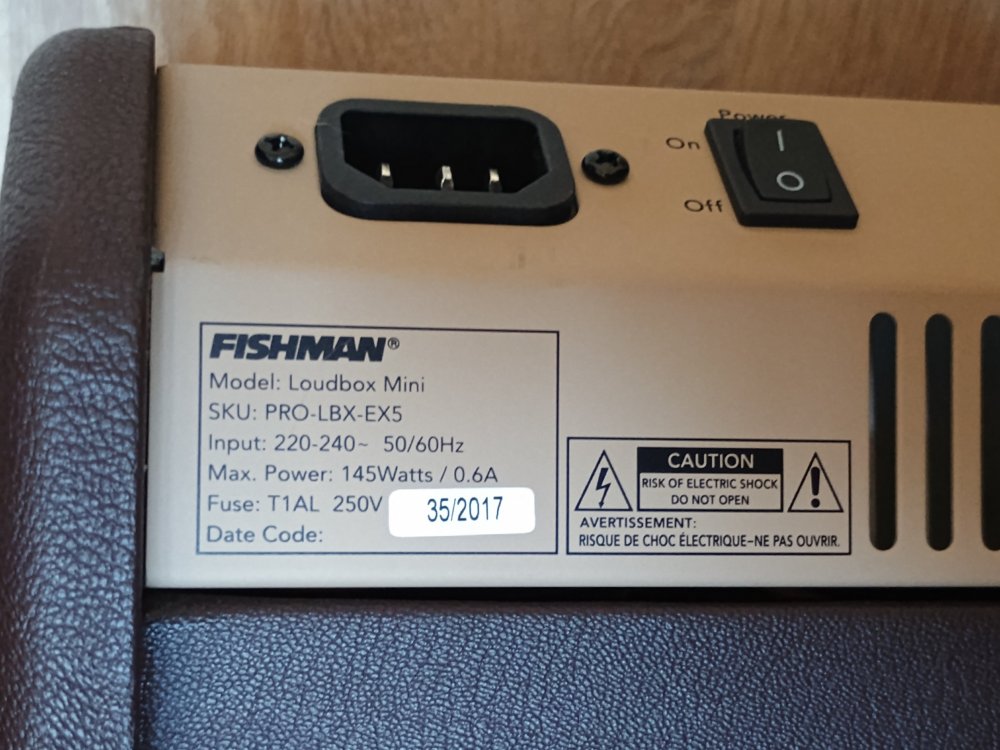 Power
On
Off
FISHMAN®
Model: Loudbox Mini
SKU: PRO-LBX-EX5
Input: 220-240~ 50/60Hz
Max. Power: 145Watts / 0.6A
Fuse: T1AL 250V
35/2017
Date Code:
CAUTION
RISK OF ELECTRIC SHOCK
DO NOT OPEN
AVERTISSEMENT:
RISQUE DE CHOC ÉLECTRIQUE–NE PAS OUVRIR.